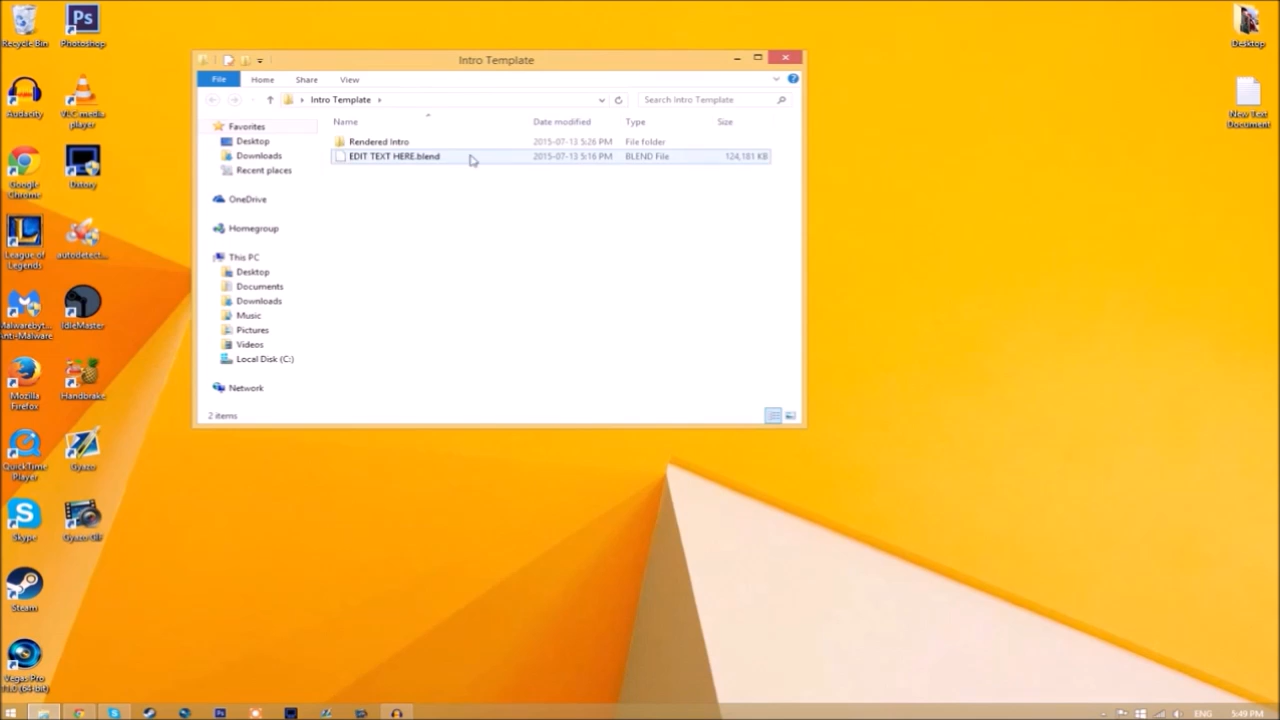 Recycle Bin
Photoshop
Audacity
VLC media
player
Google
Chrome
Dxtory
League of
Legends
autodetect...
Malwareby t...
Anti-Malware
IdleMaster
Mozilla
Firefox
Handbrake
QuickTime
Player
Gyazo
Skype
Gyazo GIF
Steam
Vegas Pro
11.0 (64-bit)
Intro Template
File
Home
Share
View
Intro Template
Search Intro Template
Name
Date modified
Type
Size
Rendered Intro
2015-07-13 5:26 PM
File folder
EDIT TEXT HERE.blend
2015-07-13 5:16 PM
BLEND File
124,181 KB
Favorites
Desktop
Downloads
Recent places
OneDrive
Homegroup
This PC
Desktop
Documents
Downloads
Music
Pictures
Videos
Local Disk (C:)
Network
2 items
Desktop
New Text
Document
ENG
5:49 PM